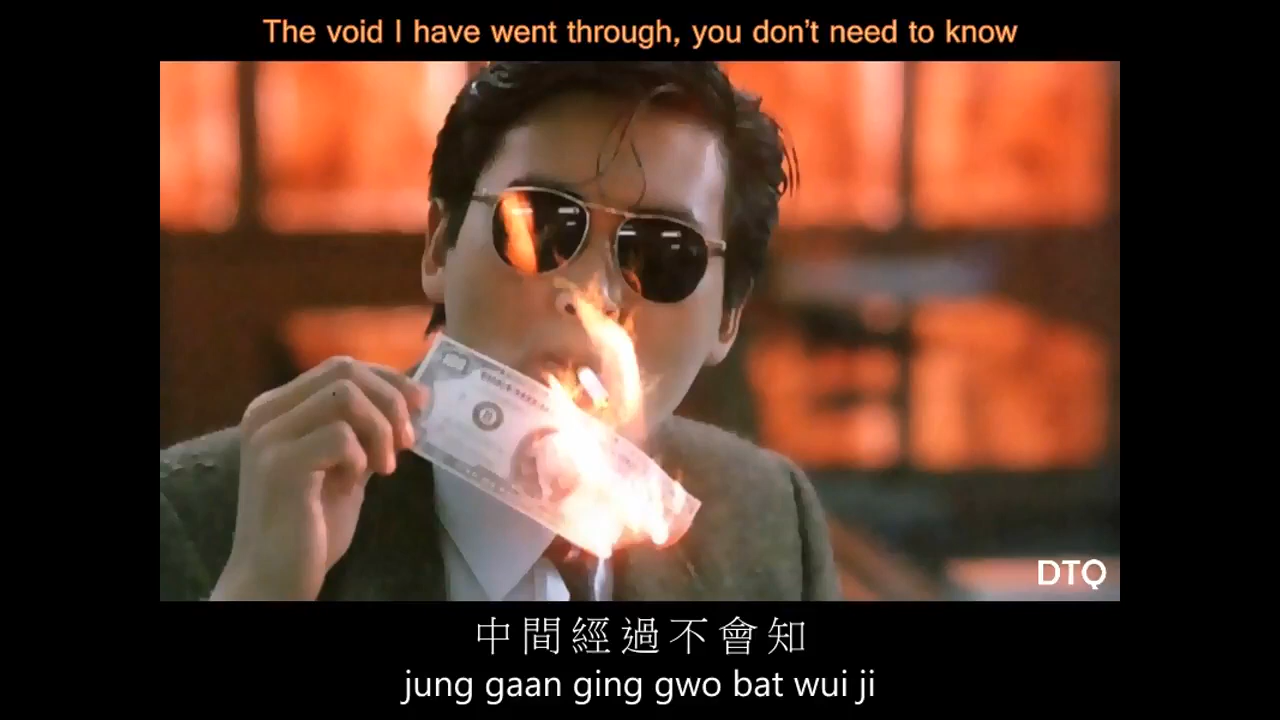 The void I have went through, you don't need to know
DTQ
中間經過不會知
jung gaan ging gwo bat wui ji